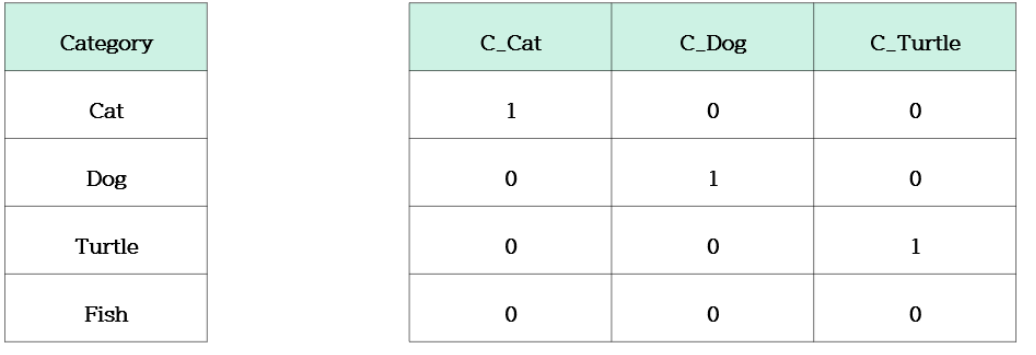 Category C_Cat C_Dog C_Turtle
Cat 1 0 0
Dog 0 1 0
Turtle 0 0 1
Fish 0 0 0